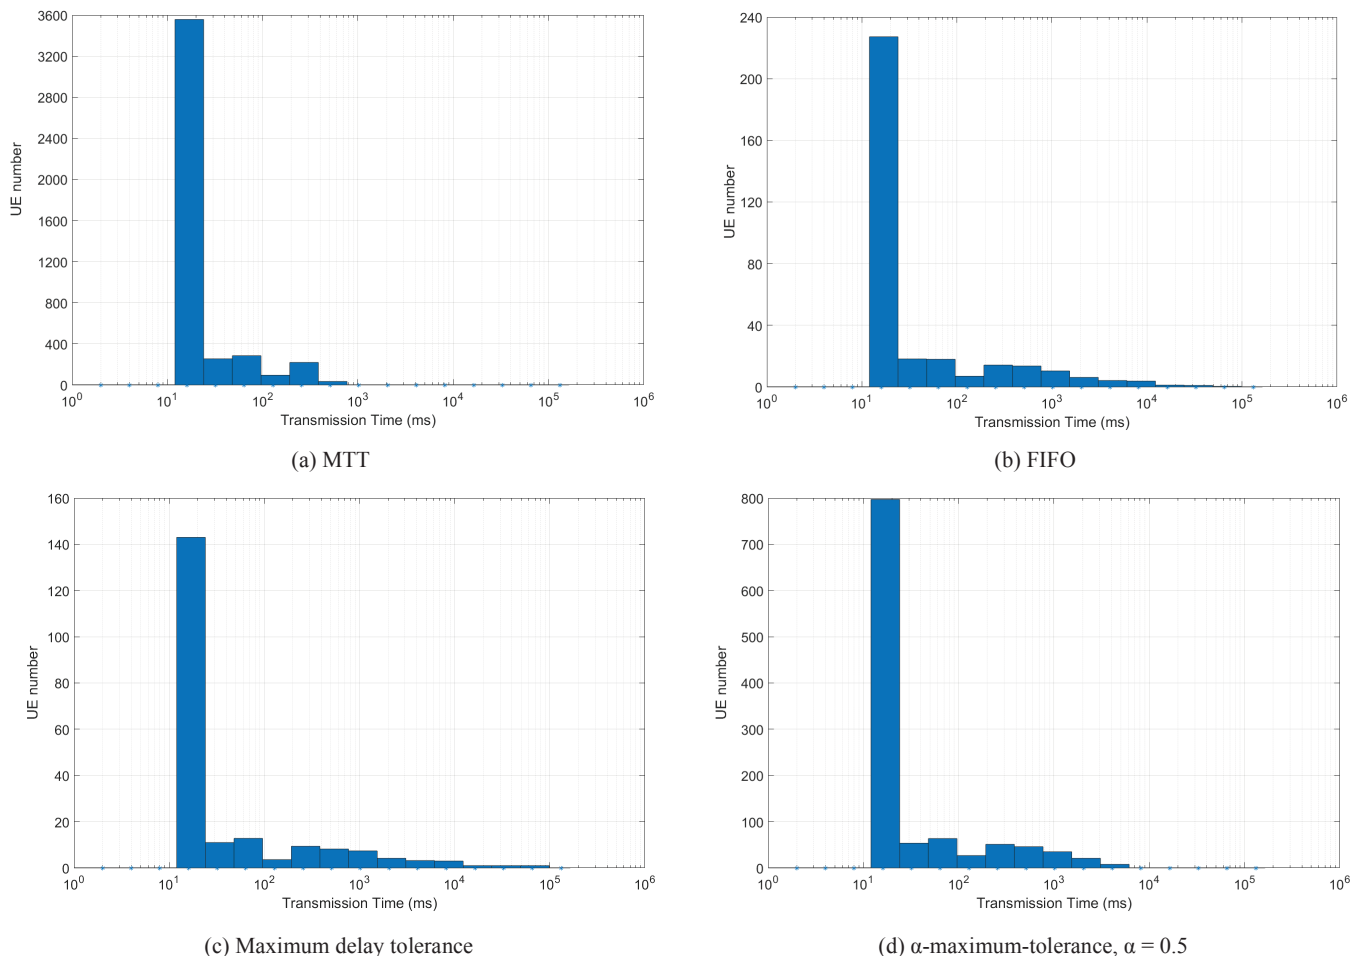 3600
3200
2800
2400
2000
1600
1200
800
400
0
UE number
10^0 10^1 10^2 10^3 10^4 10^5 10^6
Transmission Time (ms)
(a) MTT
240
200
160
120
80
40
0
UE number
10^0 10^1 10^2 10^3 10^4 10^5 10^6
Transmission Time (ms)
(b) FIFO
160
140
120
100
80
60
40
20
0
UE number
10^0 10^1 10^2 10^3 10^4 10^5 10^6
Transmission Time (ms)
(c) Maximum delay tolerance
800
700
600
500
400
300
200
100
0
UE number
10^0 10^1 10^2 10^3 10^4 10^5 10^6
Transmission Time (ms)
(d) α-maximum-tolerance, α = 0.5